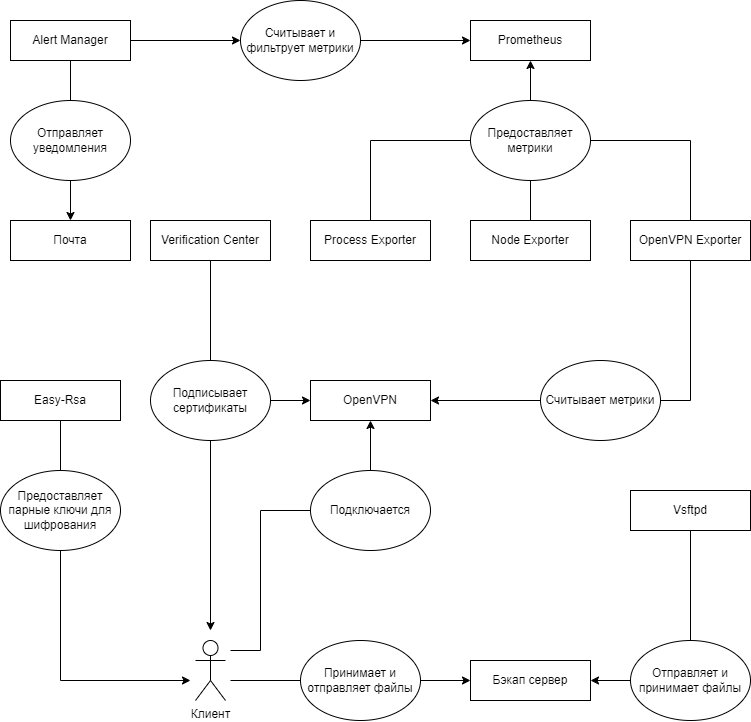 Alert Manager
Считывает и
фильтрует метрики
Prometheus
Отправляет
уведомления
Предоставляет
метрики
Почта
Verification Center
Process Exporter
Node Exporter
OpenVPN Exporter
Easy-Rsa
Подписывает
сертификаты
OpenVPN
Считывает метрики
Предоставляет
парные ключи для
шифрования
Подключается
Vsftpd
Клиент
Принимает и
отправляет файлы
Бэкап сервер
Отправляет и
принимает файлы